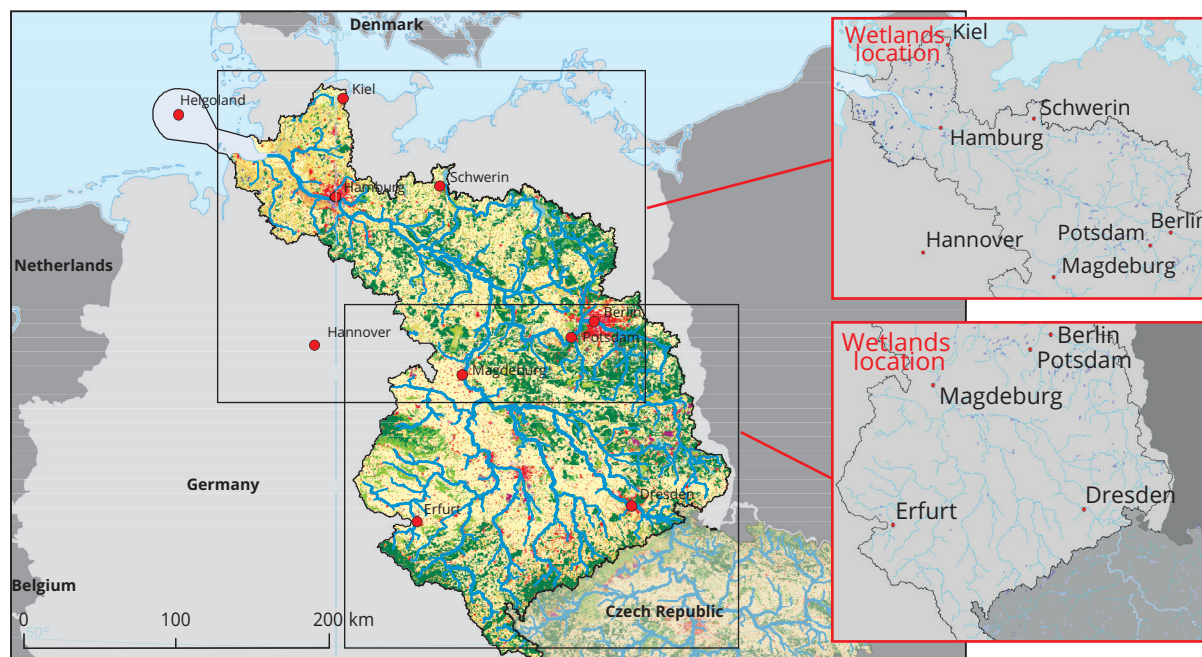 Denmark
Kiel
Helgoland
Schwerin
Hamburg
Netherlands
Berlin
Hannover
Potsdam
Magdeburg
Germany
Dresden
Erfurt
Belgium
Czech Republic
50°
0
100
200 km
Wetlands
location
Kiel
Schwerin
Hamburg
Hannover
Potsdam
Berlin
Magdeburg
Wetlands
location
Berlin
Potsdam
Magdeburg
Erfurt
Dresden